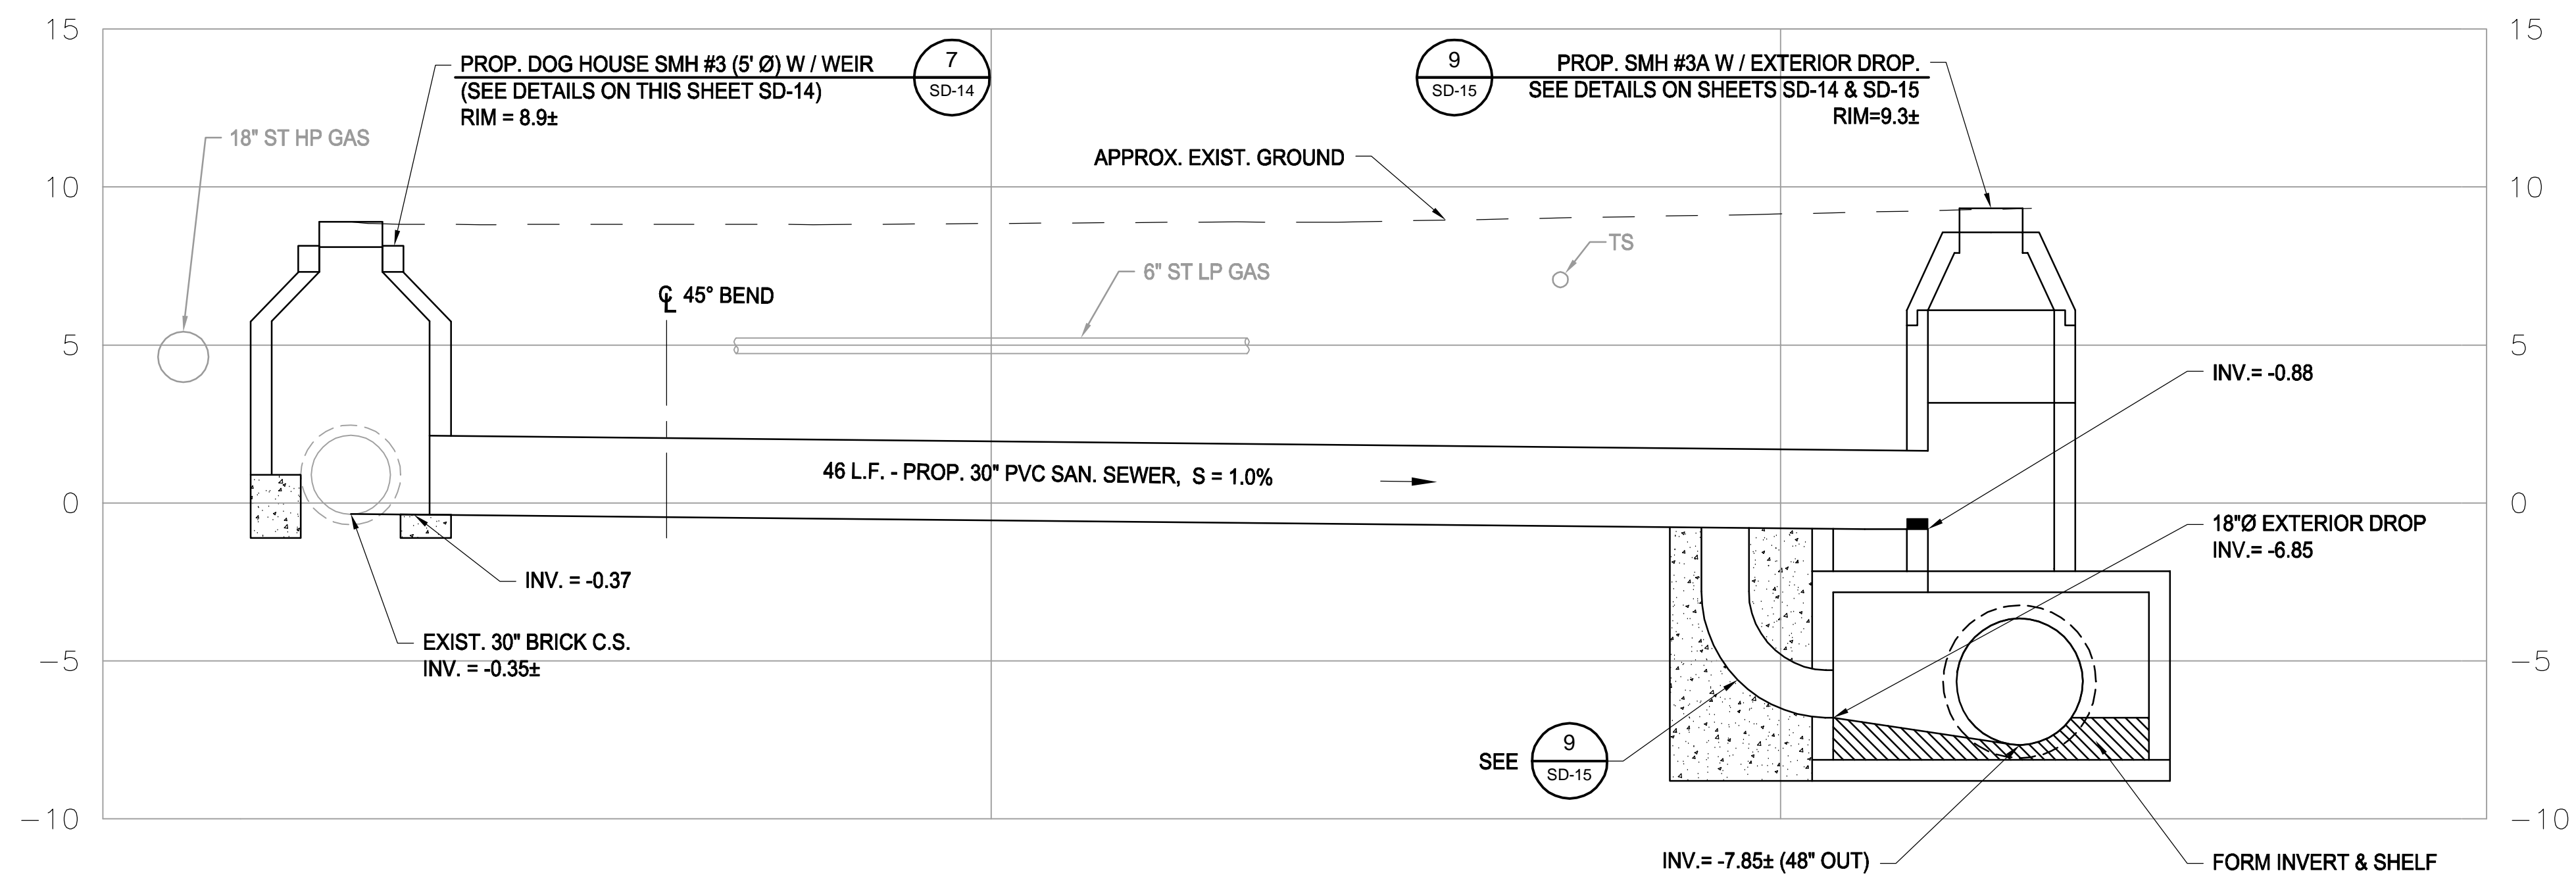 15
10
5
0
-5
-10
PROP. DOG HOUSE SMH #3 (5' Ø) W / WEIR
(SEE DETAILS ON THIS SHEET SD-14)
RIM = 8.9±
7
SD-14
9
SD-15
PROP. SMH #3A W / EXTERIOR DROP.
SEE DETAILS ON SHEETS SD-14 & SD-15
RIM=9.3±
18" ST HP GAS
APPROX. EXIST. GROUND
TS
6" ST LP GAS
℄ 45° BEND
INV.= -0.88
46 L.F. - PROP. 30" PVC SAN. SEWER, S = 1.0%
18"Ø EXTERIOR DROP
INV.= -6.85
INV. = -0.37
EXIST. 30" BRICK C.S.
INV. = -0.35±
SEE
9
SD-15
INV.= -7.85± (48" OUT)
FORM INVERT & SHELF
15
10
5
0
-5
-10